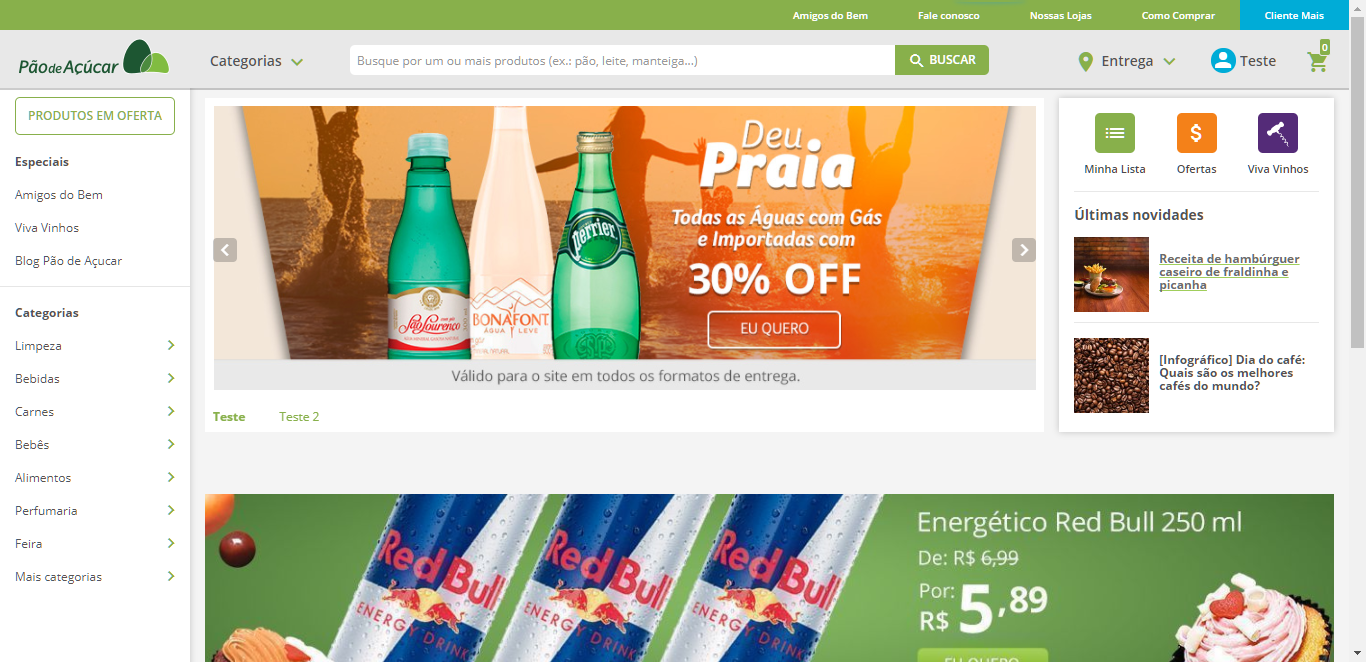 Amigos do Bem
Fale conosco
Nossas Lojas
Como Comprar
Cliente Mais
Pão de Açúcar
Categorias
Busque por um ou mais produtos (ex.: pão, leite, manteiga...)
BUSCAR
Entrega
Teste
0
PRODUTOS EM OFERTA
Especiais
Amigos do Bem
Viva Vinhos
Blog Pão de Açucar
Categorias
Limpeza
Bebidas
Carnes
Bebês
Alimentos
Perfumaria
Feira
Mais categorias
Deu
Praia
Todas as Águas com Gás
e Importadas com
30% OFF
EU QUERO
São Lourenço
BONAFONT
ÁGUA LEVE
perrier
Válido para o site em todos os formatos de entrega.
Teste
Teste 2
Minha Lista
$
Ofertas
Viva Vinhos
Últimas novidades
Receita de hambúrguer
caseiro de fraldinha e
picanha
[Infográfico] Dia do café:
Quais são os melhores
cafés do mundo?
Red Bull
ENERGY DRINK
Red Bull
ENERGY DRINK
Red Bull
ENERGY DRINK
Energético Red Bull 250 ml
De: R$ 6,99
Por:
R$ 5,89
EU QUERO